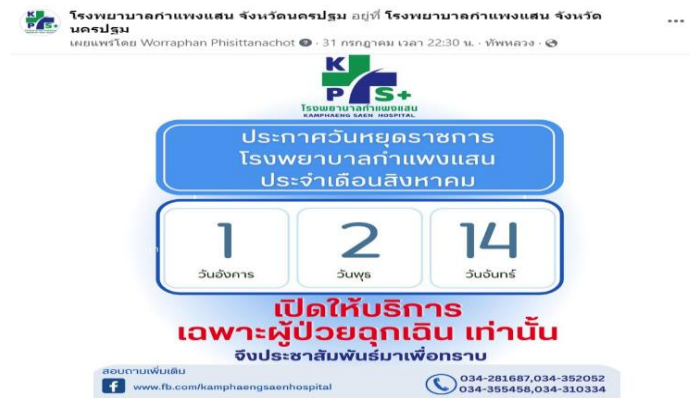 โรงพยาบาลกำแพงแสน จังหวัดนครปฐม อยู่ที่ โรงพยาบาลกำแพงแสน จังหวัด
นครปฐม
เผยแพร่โดย Worraphan Phisittanachot · 31 กรกฎาคม เวลา 22:30 น. · ทัพหลวง ·
K
P S+
โรงพยาบาลกำแพงแสน
KAMPHAENG SAEN HOSPITAL
ประกาศวันหยุดราชการ
โรงพยาบาลกำแพงแสน
ประจำเดือนสิงหาคม
1 2 14
วันอังคาร วันพุธ วันจันทร์
เปิดให้บริการ
เฉพาะผู้ป่วยฉุกเฉิน เท่านั้น
จึงประชาสัมพันธ์มาเพื่อทราบ
สอบถามเพิ่มเติม
www.fb.com/kamphaengsaenhospital
034-281687,034-352052
034-355458,034-310334